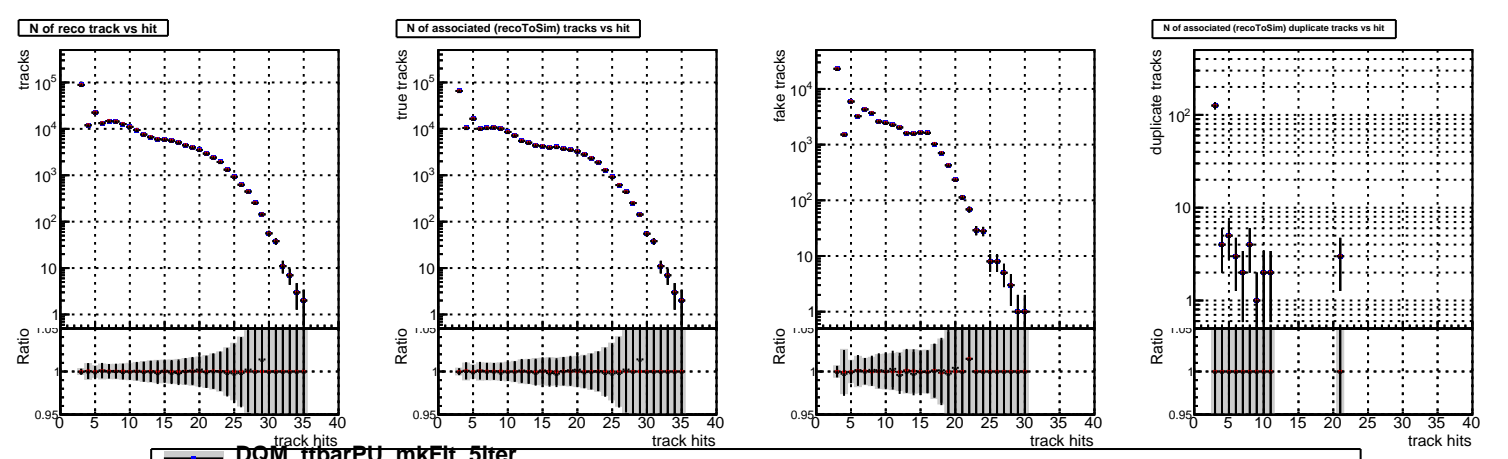 N of reco track vs hit
tracks
10^5
10^4
10^3
10^2
10
1
1.05
Ratio
1
0.95
0 5 10 15 20 25 30 35 40
track hits
N of associated (recoToSim) tracks vs hit
true tracks
10^5
10^4
10^3
10^2
10
1
1.05
Ratio
1
0.95
0 5 10 15 20 25 30 35 40
track hits
fake tracks
10^4
10^3
10^2
10
1
1.05
Ratio
1
0.95
0 5 10 15 20 25 30 35 40
track hits
N of associated (recoToSim) duplicate tracks vs hit
duplicate tracks
10^2
10
1
1.05
Ratio
1
0.95
0 5 10 15 20 25 30 35 40
track hits
DQM_ttbarPU_mkFit_5iter